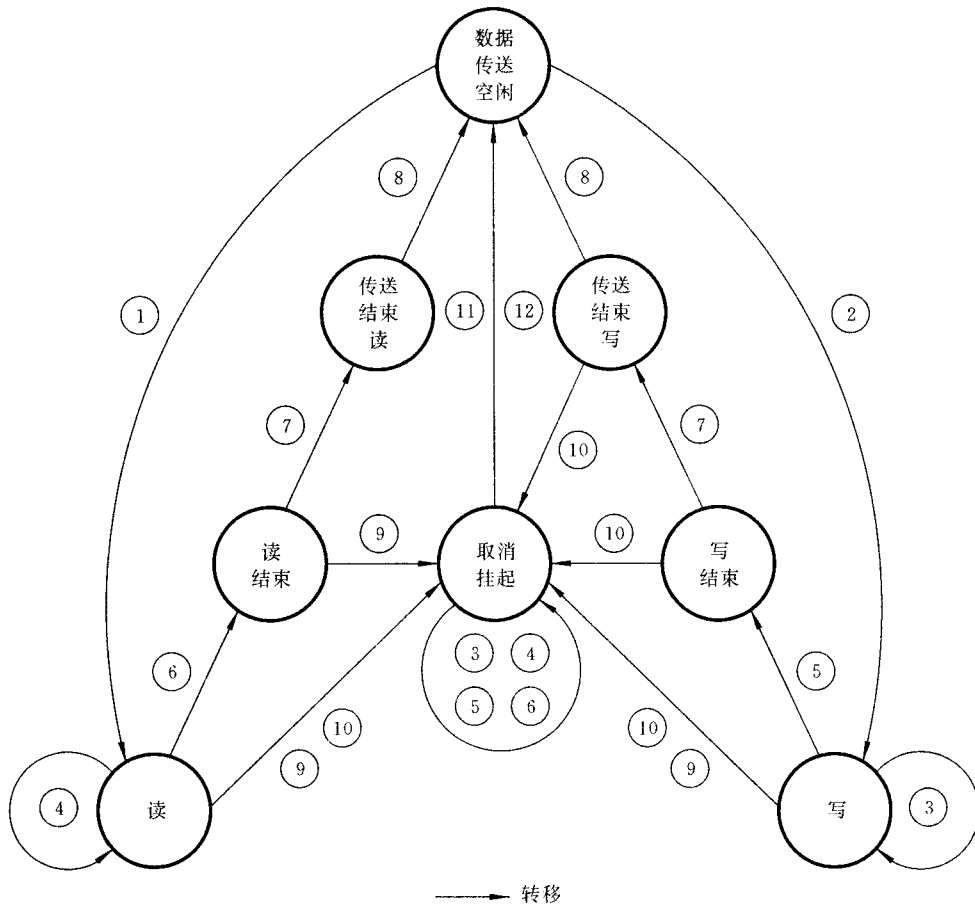 数据
传送
空闲
⑧
⑧
①
传送
结束
读
⑪
⑫
传送
结束
写
②
⑦
⑩
⑦
读
结束
⑨
取消
挂起
⑩
写
结束
⑥
③ ④
⑤ ⑥
⑤
⑩
⑨
⑩
⑨
④
读
写
③
转移